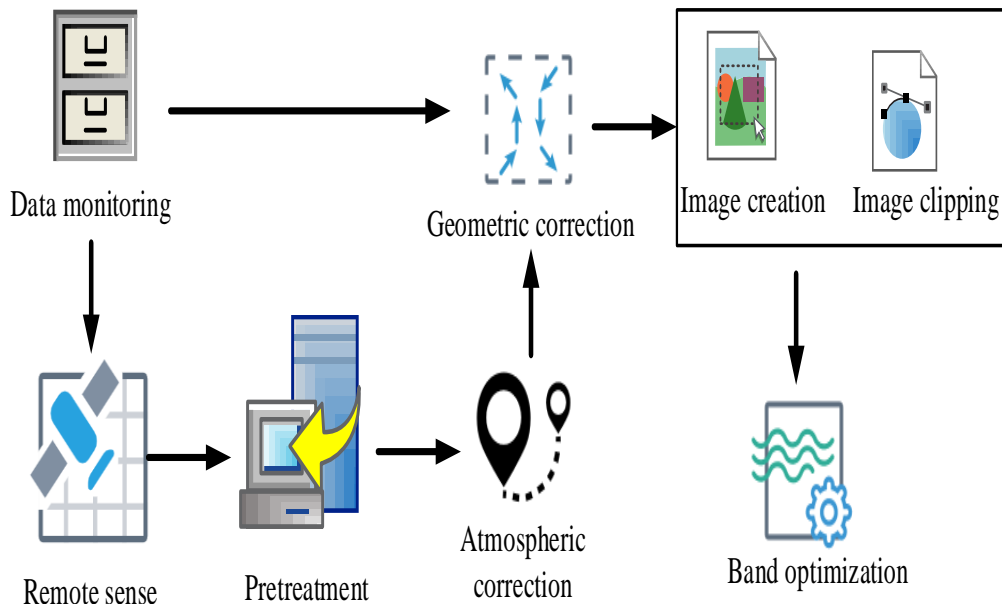 Data monitoring
Geometric correction
Image creation
Image clipping
Remote sense
Pretreatment
Atmospheric
correction
Band optimization